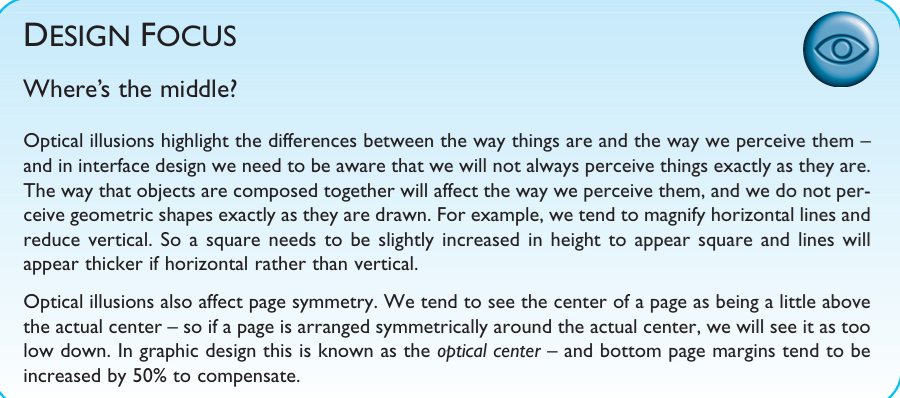 DESIGN FOCUS
Where's the middle?
Optical illusions highlight the differences between the way things are and the way we perceive them –
and in interface design we need to be aware that we will not always perceive things exactly as they are.
The way that objects are composed together will affect the way we perceive them, and we do not per-
ceive geometric shapes exactly as they are drawn. For example, we tend to magnify horizontal lines and
reduce vertical. So a square needs to be slightly increased in height to appear square and lines will
appear thicker if horizontal rather than vertical.
Optical illusions also affect page symmetry. We tend to see the center of a page as being a little above
the actual center – so if a page is arranged symmetrically around the actual center, we will see it as too
low down. In graphic design this is known as the optical center – and bottom page margins tend to be
increased by 50% to compensate.